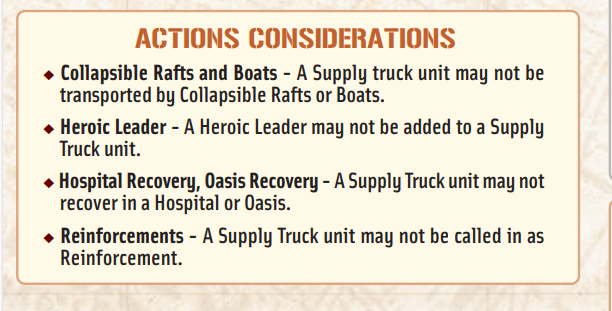 ACTIONS CONSIDERATIONS
◆ Collapsible Rafts and Boats - A Supply truck unit may not be
transported by Collapsible Rafts or Boats.
◆ Heroic Leader - A Heroic Leader may not be added to a Supply
Truck unit.
◆ Hospital Recovery, Oasis Recovery - A Supply Truck unit may not
recover in a Hospital or Oasis.
◆ Reinforcements - A Supply Truck unit may not be called in as
Reinforcement.